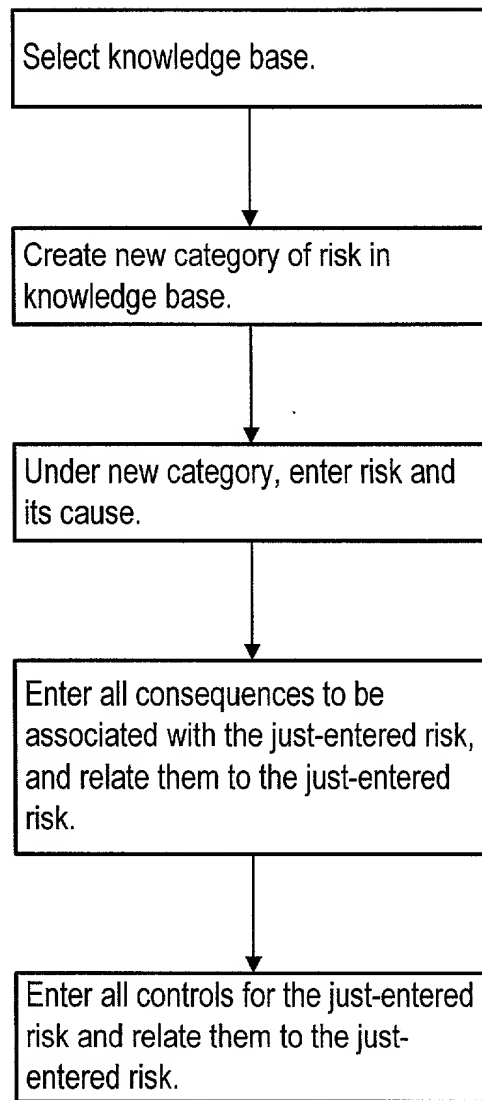 Select knowledge base.
Create new category of risk in
knowledge base.
Under new category, enter risk and
its cause.
Enter all consequences to be
associated with the just-entered risk,
and relate them to the just-entered
risk.
Enter all controls for the just-entered
risk and relate them to the just-
entered risk.